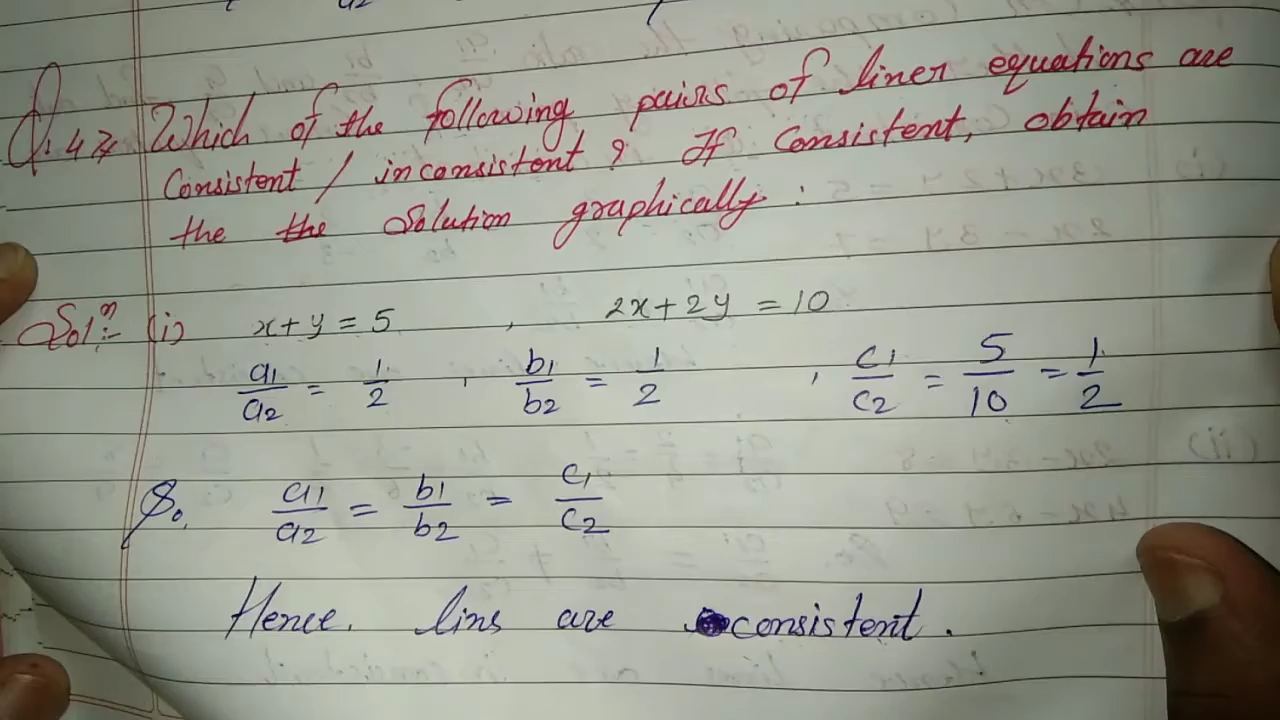 Q.4> Which of the following pairs of liner equations are
Consistent / inconsistent ? If Consistent, obtain
the the Solution graphically :
Solⁿ:- (i) x+y = 5 , 2x+2y = 10
a1/a2 = 1/2 , b1/b2 = 1/2 , c1/c2 = 5/10 = 1/2
So. a1/a2 = b1/b2 = c1/c2
Hence. lins are consistent.